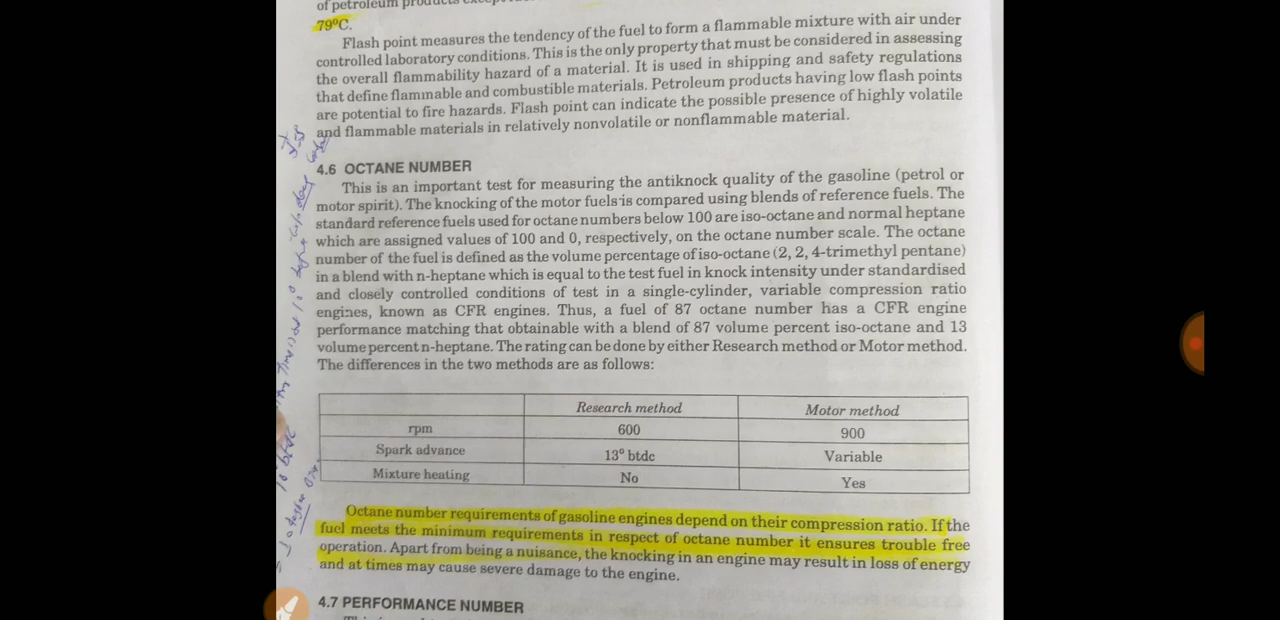 of petroleum products
79°C.
Flash point measures the tendency of the fuel to form a flammable mixture with air under
controlled laboratory conditions. This is the only property that must be considered in assessing
the overall flammability hazard of a material. It is used in shipping and safety regulations
that define flammable and combustible materials. Petroleum products having low flash points
are potential to fire hazards. Flash point can indicate the possible presence of highly volatile
and flammable materials in relatively nonvolatile or nonflammable material.
4.6 OCTANE NUMBER
This is an important test for measuring the antiknock quality of the gasoline (petrol or
motor spirit). The knocking of the motor fuels is compared using blends of reference fuels. The
standard reference fuels used for octane numbers below 100 are iso-octane and normal heptane
which are assigned values of 100 and 0, respectively, on the octane number scale. The octane
number of the fuel is defined as the volume percentage of iso-octane (2, 2, 4-trimethyl pentane)
in a blend with n-heptane which is equal to the test fuel in knock intensity under standardised
and closely controlled conditions of test in a single-cylinder, variable compression ratio
engines, known as CFR engines. Thus, a fuel of 87 octane number has a CFR engine
performance matching that obtainable with a blend of 87 volume percent iso-octane and 13
volume percent n-heptane. The rating can be done by either Research method or Motor method.
The differences in the two methods are as follows:
Research method Motor method
rpm 600 900
Spark advance 13° btdc Variable
Mixture heating No Yes
Octane number requirements of gasoline engines depend on their compression ratio. If the
fuel meets the minimum requirements in respect of octane number it ensures trouble free
operation. Apart from being a nuisance, the knocking in an engine may result in loss of energy
and at times may cause severe damage to the engine.
4.7 PERFORMANCE NUMBER